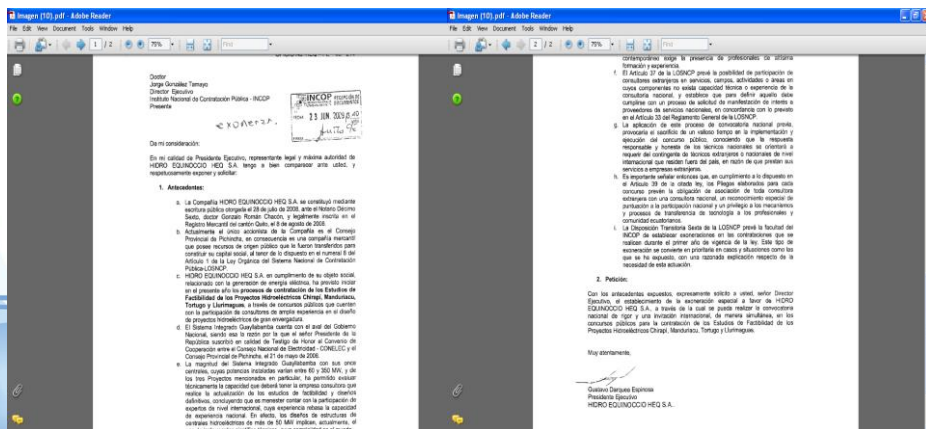 Imagen (10).pdf - Adobe Reader
File Edit View Document Tools Window Help
1 / 2 70% Find
Doctor
Jorge González Tamayo
Director Ejecutivo
Instituto Nacional de Contratación Pública - INCOP
Presente
INCOP
23 JUN. 2009
exonerar.
De mi consideración:
En mi calidad de Presidente Ejecutivo, representante legal y máxima autoridad de
HIDRO EQUINOCCIO HEQ S.A. tengo a bien comparecer ante usted, y
respetuosamente exponer y solicitar:
1. Antecedentes:
a. La Compañía HIDRO EQUINOCCIO HEQ S.A. se constituyó mediante
escritura pública otorgada el 28 de julio de 2008, ante el Notario Décimo
Sexto, doctor Gonzalo Román Chacón, y legalmente inscrita en el
Registro Mercantil del cantón Quito, el 8 de agosto de 2008.
b. Actualmente el único accionista de la Compañía es el Consejo
Provincial de Pichincha, en consecuencia es una compañía mercantil
que posee recursos de origen público que le fueron transferidos para
construir su capital social, al tenor de lo dispuesto en el numeral 8 del
Artículo 1 de la Ley Orgánica del Sistema Nacional de Contratación
Pública-LOSNCP.
c. HIDRO EQUINOCCIO HEQ S.A. en cumplimiento de su objeto social,
relacionado con la generación de energía eléctrica, ha previsto iniciar
en el presente año los procesos de contratación de los Estudios de
Factibilidad de los Proyectos Hidroeléctricos Chirapí, Manduriacu,
Tortugo y Llurimaguas, a través de concursos públicos que cuenten
con la participación de consultores de amplia experiencia en el diseño
de proyectos hidroeléctricos de gran envergadura.
d. El Sistema Integrado Guayllabamba cuenta con el aval del Gobierno
Nacional, siendo esa la razón por la que el señor Presidente de la
República suscribió en calidad de Testigo de Honor el Convenio de
Cooperación entre el Consejo Nacional de Electricidad - CONELEC y el
Consejo Provincial de Pichincha, el 21 de mayo de
e. La magnitud del Sistema Integrado Guayllabamba con sus once
centrales, cuyas potencias instaladas varían entre 60 y 350 MW, y de
los tres Proyectos mencionados en particular, ha permitido evaluar
técnicamente la capacidad que deberá tener la empresa consultora que
realice la actualización de los estudios de factibilidad y diseños
definitivos, concluyendo que es menester contar con la participación de
expertos de nivel internacional, cuya experiencia rebasa la capacidad
de experiencia nacional. En efecto, los diseños de estructuras de
centrales hidroeléctricas de más de 50 MW implican, actualmente, el
Imagen (10).pdf - Adobe Reader
File Edit View Document Tools Window Help
2 / 2 70% Find
contemporáneo exige la presencia de profesionales de altísima
formación y experiencia.
f. El Artículo 37 de la LOSNCP prevé la posibilidad de participación de
consultores extranjeros en servicios, campos, actividades o áreas en
cuyos componentes no exista capacidad técnica o experiencia de la
consultoría nacional, y establece que para definir aquello debe
cumplirse con un proceso de solicitud de manifestación de interés a
proveedores de servicios nacionales, en concordancia con lo previsto
en el Artículo 33 del Reglamento General de la LOSNCP.
g. La aplicación de este proceso de convocatoria nacional previa,
provocaría el sacrificio de un valioso tiempo en la implementación y
ejecución del concurso público, conociendo que la respuesta
responsable y honesta de los técnicos nacionales se orientará a
requerir del contingente de técnicos extranjeros o nacionales de nivel
internacional que residen fuera del país, en razón de que prestan sus
servicios a empresas extranjeras.
h. Es importante señalar entonces que, en cumplimiento a lo dispuesto en
el Artículo 39 de la citada ley, los Pliegos elaborados para cada
concurso prevén la obligación de asociación de toda consultora
extranjera con una consultora nacional, un reconocimiento especial de
puntuación a la participación nacional y un privilegio a los mecanismos
y procesos de transferencia de tecnología a los profesionales y
comunidad ecuatorianos.
i. La Disposición Transitoria Sexta de la LOSNCP prevé la facultad del
INCOP de establecer exoneraciones en las contrataciones que se
realicen durante el primer año de vigencia de la ley. Este tipo de
exoneración se convierte en prioritaria en casos y situaciones como las
que se ha expuesto, con una razonada explicación respecto de la
necesidad de esta actuación.
2. Petición:
Con los antecedentes expuestos, expresamente solicito a usted, señor Director
Ejecutivo, el establecimiento de la exoneración especial a favor de HIDRO
EQUINOCCIO HEQ S.A., a través de la cual se pueda realizar la convocatoria
nacional de rigor y una invitación internacional, de manera simultánea, en los
concursos públicos para la contratación de los Estudios de Factibilidad de los
Proyectos Hidroeléctricos Chirapí, Manduriacu, Tortugo y Llurimaguas.
Muy atentamente,
Gustavo Darquea Espinosa
Presidente Ejecutivo
HIDRO EQUINOCCIO HEQ S.A.